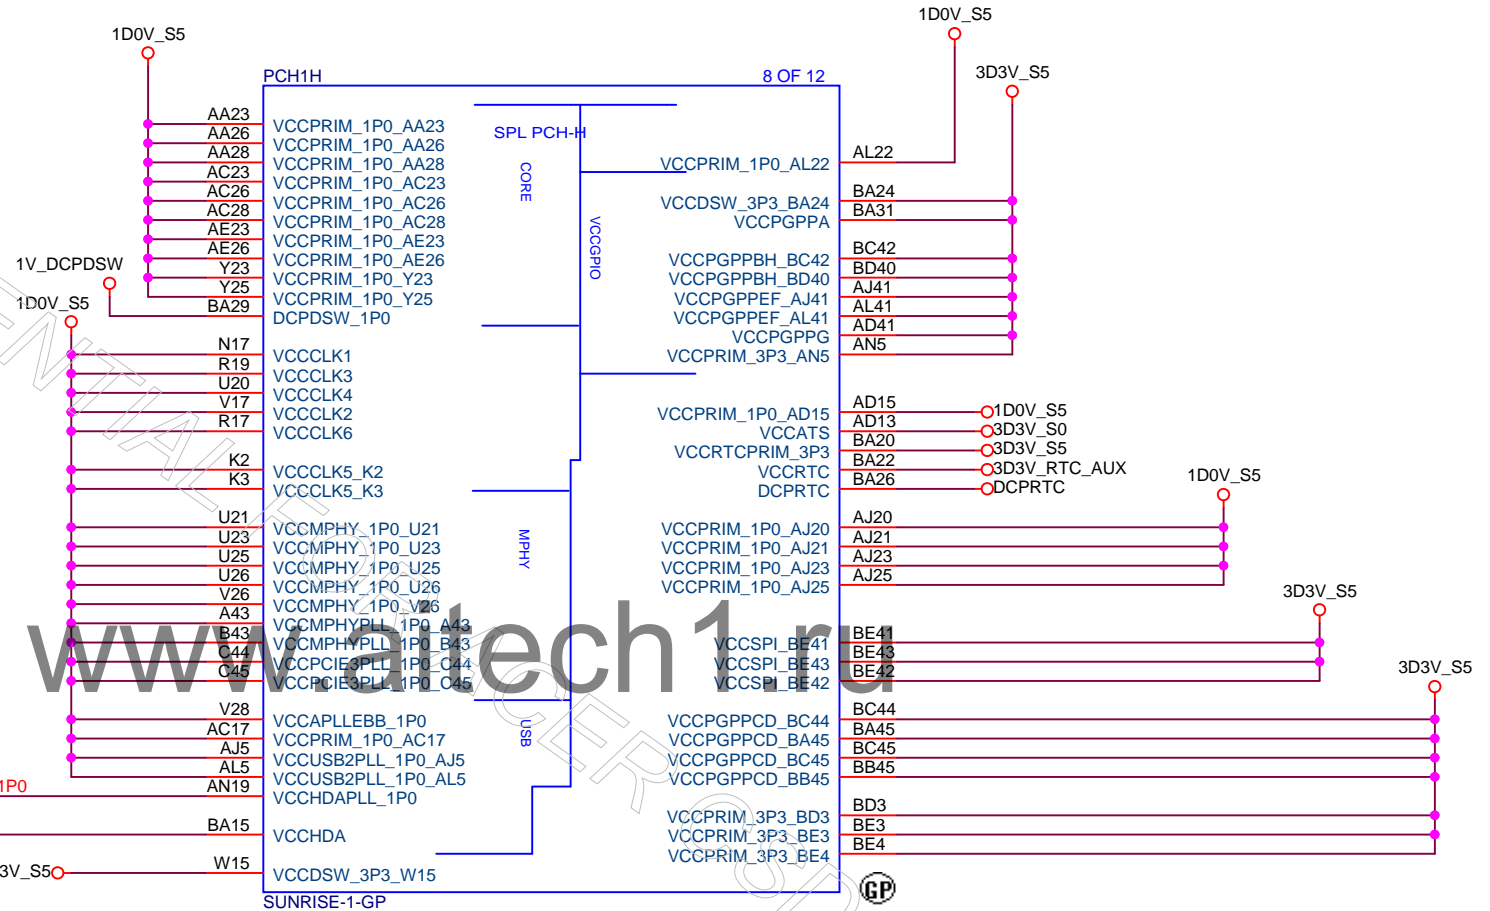 1D0V_S5
1D0V_S5
3D3V_S5
PCH1H
8 OF 12
SPL PCH-H
CORE
VCCGPIO
MPHY
USB
AA23 VCCPRIM_1P0_AA23
AA26 VCCPRIM_1P0_AA26
AA28 VCCPRIM_1P0_AA28
AC23 VCCPRIM_1P0_AC23
AC26 VCCPRIM_1P0_AC26
AC28 VCCPRIM_1P0_AC28
AE23 VCCPRIM_1P0_AE23
AE26 VCCPRIM_1P0_AE26
Y23 VCCPRIM_1P0_Y23
Y25 VCCPRIM_1P0_Y25
1V_DCPDSW
BA29 DCPDSW_1P0
1D0V_S5
N17 VCCCLK1
R19 VCCCLK3
U20 VCCCLK4
V17 VCCCLK2
R17 VCCCLK6
K2 VCCCLK5_K2
K3 VCCCLK5_K3
U21 VCCMPHY_1P0_U21
U23 VCCMPHY_1P0_U23
U25 VCCMPHY_1P0_U25
U26 VCCMPHY_1P0_U26
V26 VCCMPHY_1P0_V26
A43 VCCMPHYPLL_1P0_A43
B43 VCCMPHYPLL_1P0_B43
C44 VCCPCIE3PLL_1P0_C44
C45 VCCPCIE3PLL_1P0_C45
V28 VCCAPLLEBB_1P0
AC17 VCCPRIM_1P0_AC17
AJ5 VCCUSB2PLL_1P0_AJ5
AL5 VCCUSB2PLL_1P0_AL5
1P0
AN19 VCCHDAPLL_1P0
BA15 VCCHDA
3V_S5 W15 VCCDSW_3P3_W15
VCCPRIM_1P0_AL22 AL22
VCCDSW_3P3_BA24 BA24
VCCPGPPA BA31
VCCPGPPBH_BC42 BC42
VCCPGPPBH_BD40 BD40
VCCPGPPEF_AJ41 AJ41
VCCPGPPEF_AL41 AL41
VCCPGPPG AD41
VCCPRIM_3P3_AN5 AN5
VCCPRIM_1P0_AD15 AD15 1D0V_S5
VCCATS AD13 3D3V_S0
VCCRTCPRIM_3P3 BA20 3D3V_S5
VCCRTC BA22 3D3V_RTC_AUX
DCPRTC BA26 DCPRTC
1D0V_S5
VCCPRIM_1P0_AJ20 AJ20
VCCPRIM_1P0_AJ21 AJ21
VCCPRIM_1P0_AJ23 AJ23
VCCPRIM_1P0_AJ25 AJ25
3D3V_S5
VCCSPI_BE41 BE41
VCCSPI_BE43 BE43
VCCSPI_BE42 BE42
3D3V_S5
VCCPGPPCD_BC44 BC44
VCCPGPPCD_BA45 BA45
VCCPGPPCD_BC45 BC45
VCCPGPPCD_BB45 BB45
VCCPRIM_3P3_BD3 BD3
VCCPRIM_3P3_BE3 BE3
VCCPRIM_3P3_BE4 BE4
SUNRISE-1-GP
GP
www.aitech1.ru
ENTIAL FOR ACER CSD